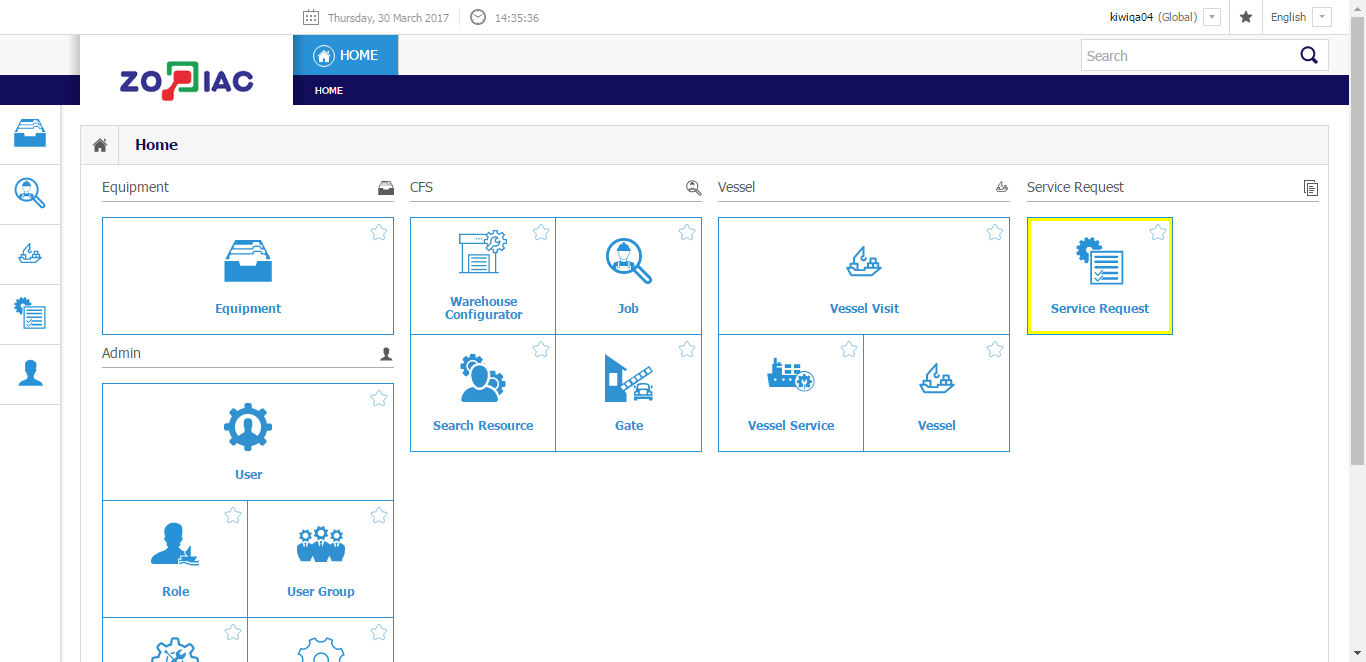 Thursday, 30 March 2017
14:35:36
kiwiqa04 (Global)
English
ZODIAC
HOME
Search
HOME
Home
Equipment
CFS
Vessel
Service Request
Equipment
Warehouse
Configurator
Job
Vessel Visit
Service Request
Admin
Search Resource
Gate
Vessel Service
Vessel
User
Role
User Group